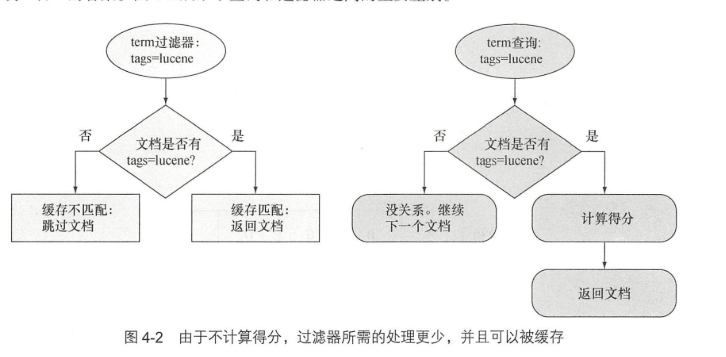 term过滤器：
tags=lucene
文档是否有
tags=lucene?
否
是
缓存不匹配：
跳过文档
缓存匹配：
返回文档
term查询:
tags=lucene
文档是否有
tags=lucene?
否
是
没关系。继续
下一个文档
计算得分
返回文档
图 4-2 由于不计算得分，过滤器所需的处理更少，并且可以被缓存